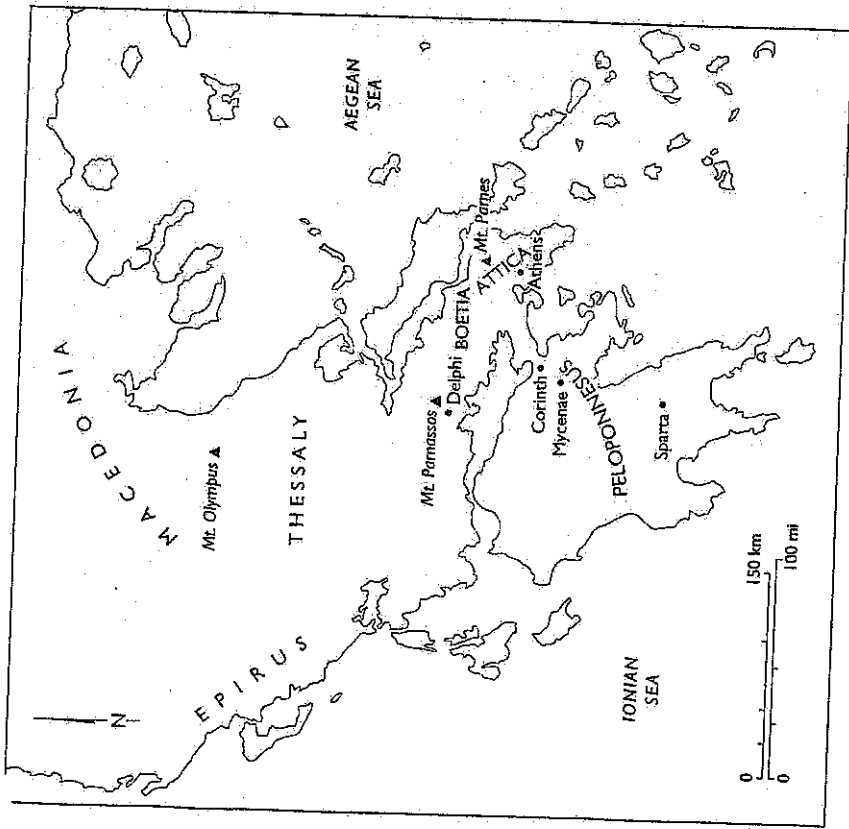 MACEDONIA
Mt. Olympus
THESSALY
EPIRUS
N
AEGEAN
SEA
Mt. Parnassos
Delphi
BOETIA
Mt. Parnes
ATTICA
Athens
Corinth
Mycenae
PELOPONNESUS
Sparta
IONIAN
SEA
0 150 km
0 100 mi